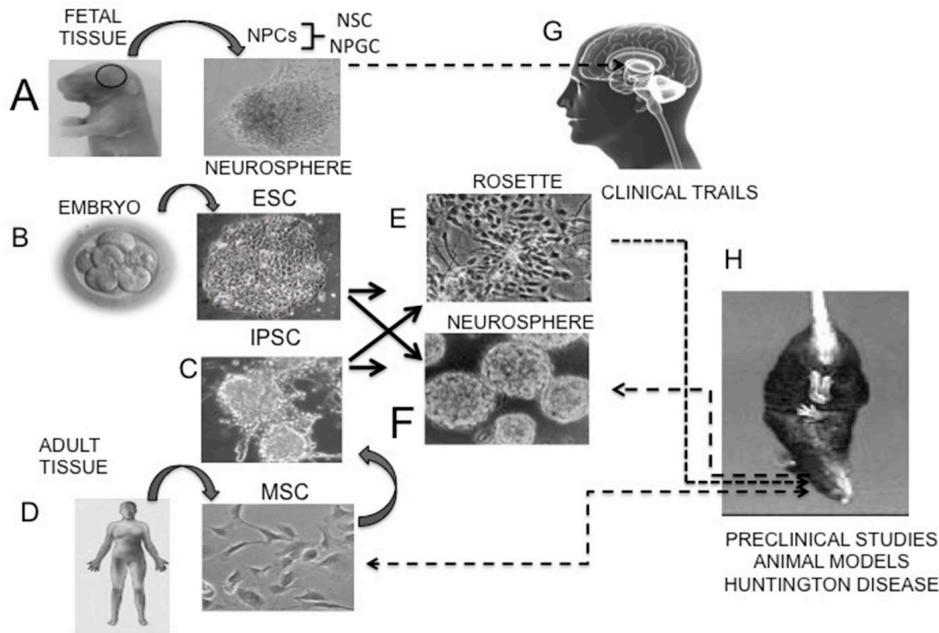 FETAL
TISSUE
NPCs
NSC
NPGC
A
NEUROSPHERE
G
CLINICAL TRAILS
EMBRYO
B
ESC
ROSETTE
E
H
IPSC
C
NEUROSPHERE
F
ADULT
TISSUE
D
MSC
PRECLINICAL STUDIES
ANIMAL MODELS
HUNTINGTON DISEASE